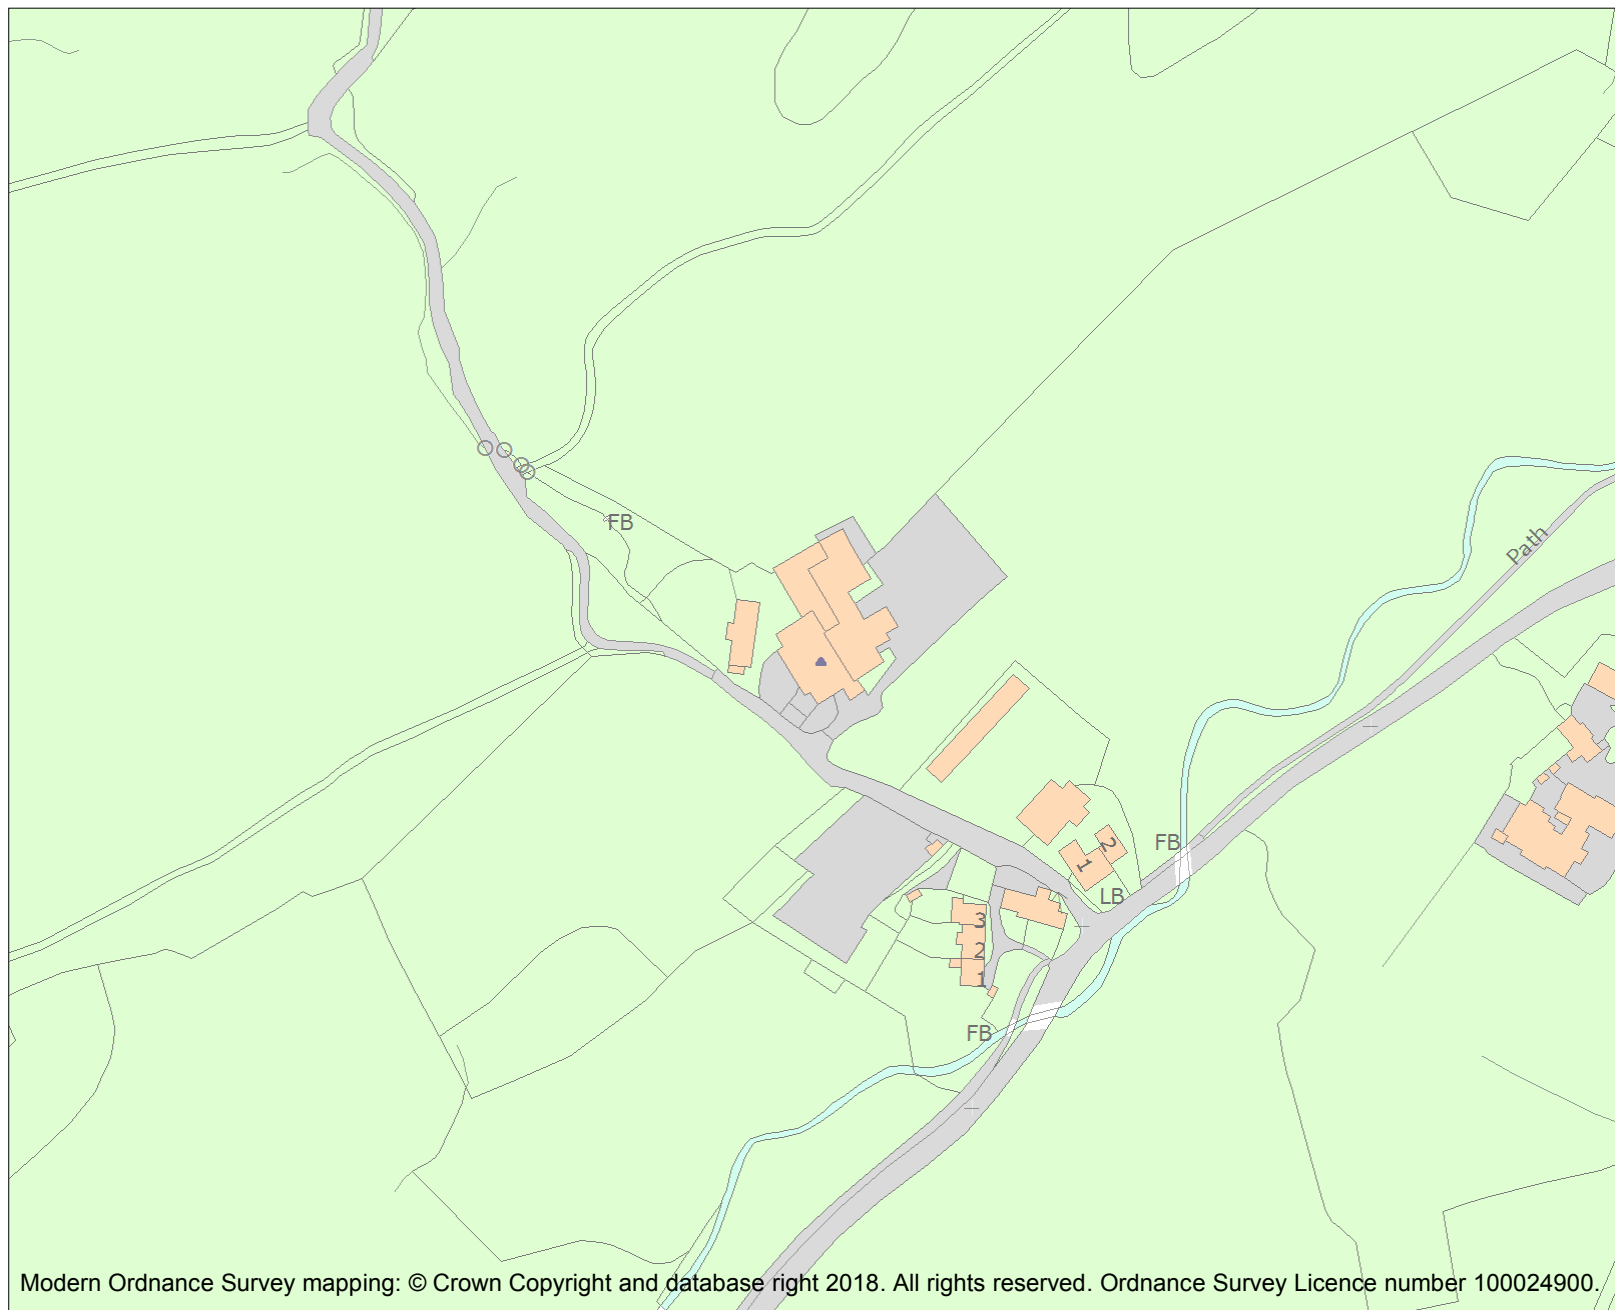 FB
Path
FB
2
1
LB
3
2
1
FB
Modern Ordnance Survey mapping: © Crown Copyright and database right 2018. All rights reserved. Ordnance Survey Licence number 100024900.